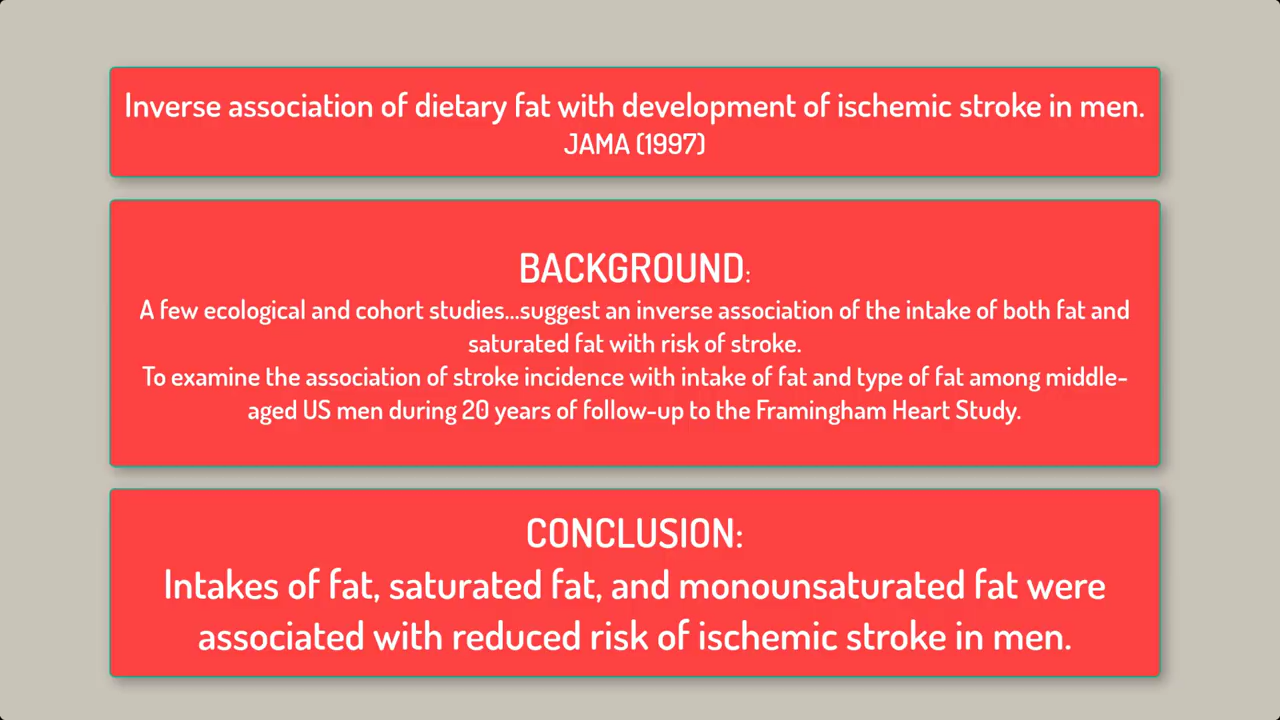 Inverse association of dietary fat with development of ischemic stroke in men.
JAMA (1997)
BACKGROUND:
A few ecological and cohort studies...suggest an inverse association of the intake of both fat and
saturated fat with risk of stroke.
To examine the association of stroke incidence with intake of fat and type of fat among middle-
aged US men during 20 years of follow-up to the Framingham Heart Study.
CONCLUSION:
Intakes of fat, saturated fat, and monounsaturated fat were
associated with reduced risk of ischemic stroke in men.